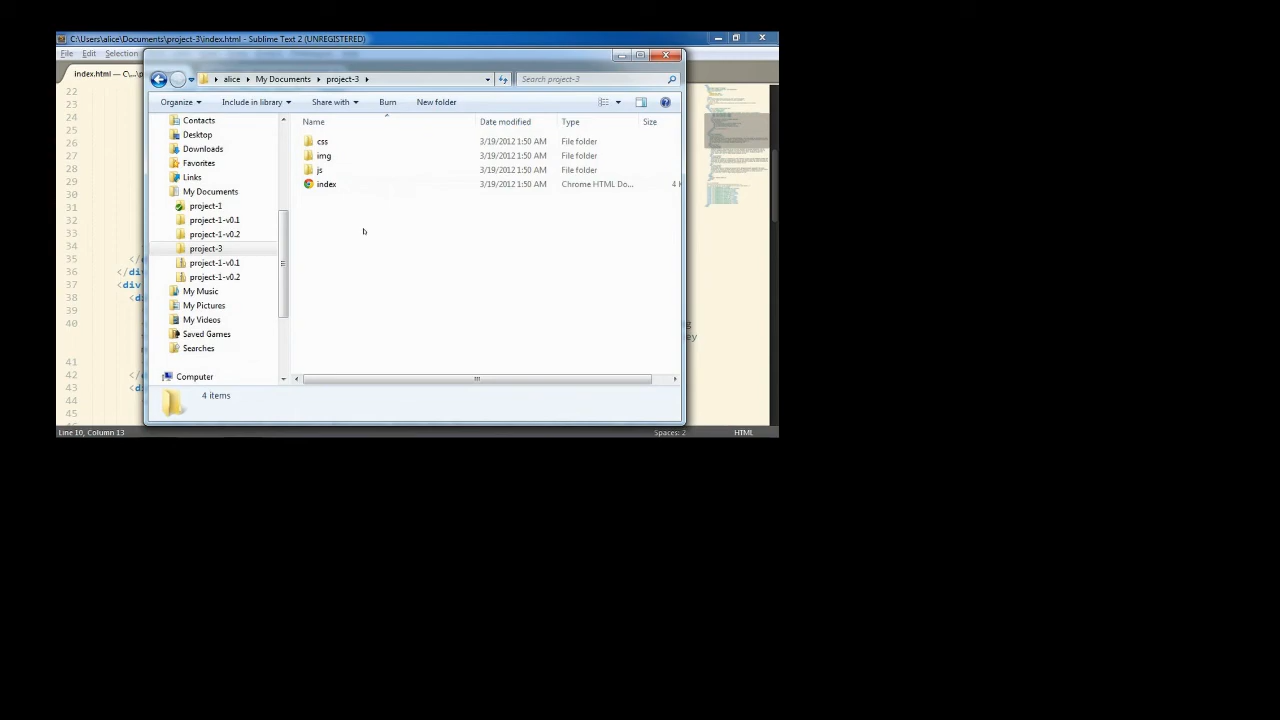 C:\Users\alice\Documents\project-3\index.html - Sublime Text 2 (UNREGISTERED)
File Edit Selection
index.html — C\...\p
alice My Documents project-3
Search project-3
Organize Include in library Share with Burn New folder
Name Date modified Type Size
Contacts
Desktop
Downloads
Favorites
Links
My Documents
project-1
project-1-v0.1
project-1-v0.2
project-3
project-1-v0.1
project-1-v0.2
My Music
My Pictures
My Videos
Saved Games
Searches
Computer
css 3/19/2012 1:50 AM File folder
img 3/19/2012 1:50 AM File folder
js 3/19/2012 1:50 AM File folder
index 3/19/2012 1:50 AM Chrome HTML Do... 4 K
4 items
22
23
24
25
26
27
28
29
30
31
32
33
34
35 </
36 </di
37 <div
38 <d
39
40
41
42 </
43 <d
44
45
Line 10, Column 13
Spaces: 2
HTML